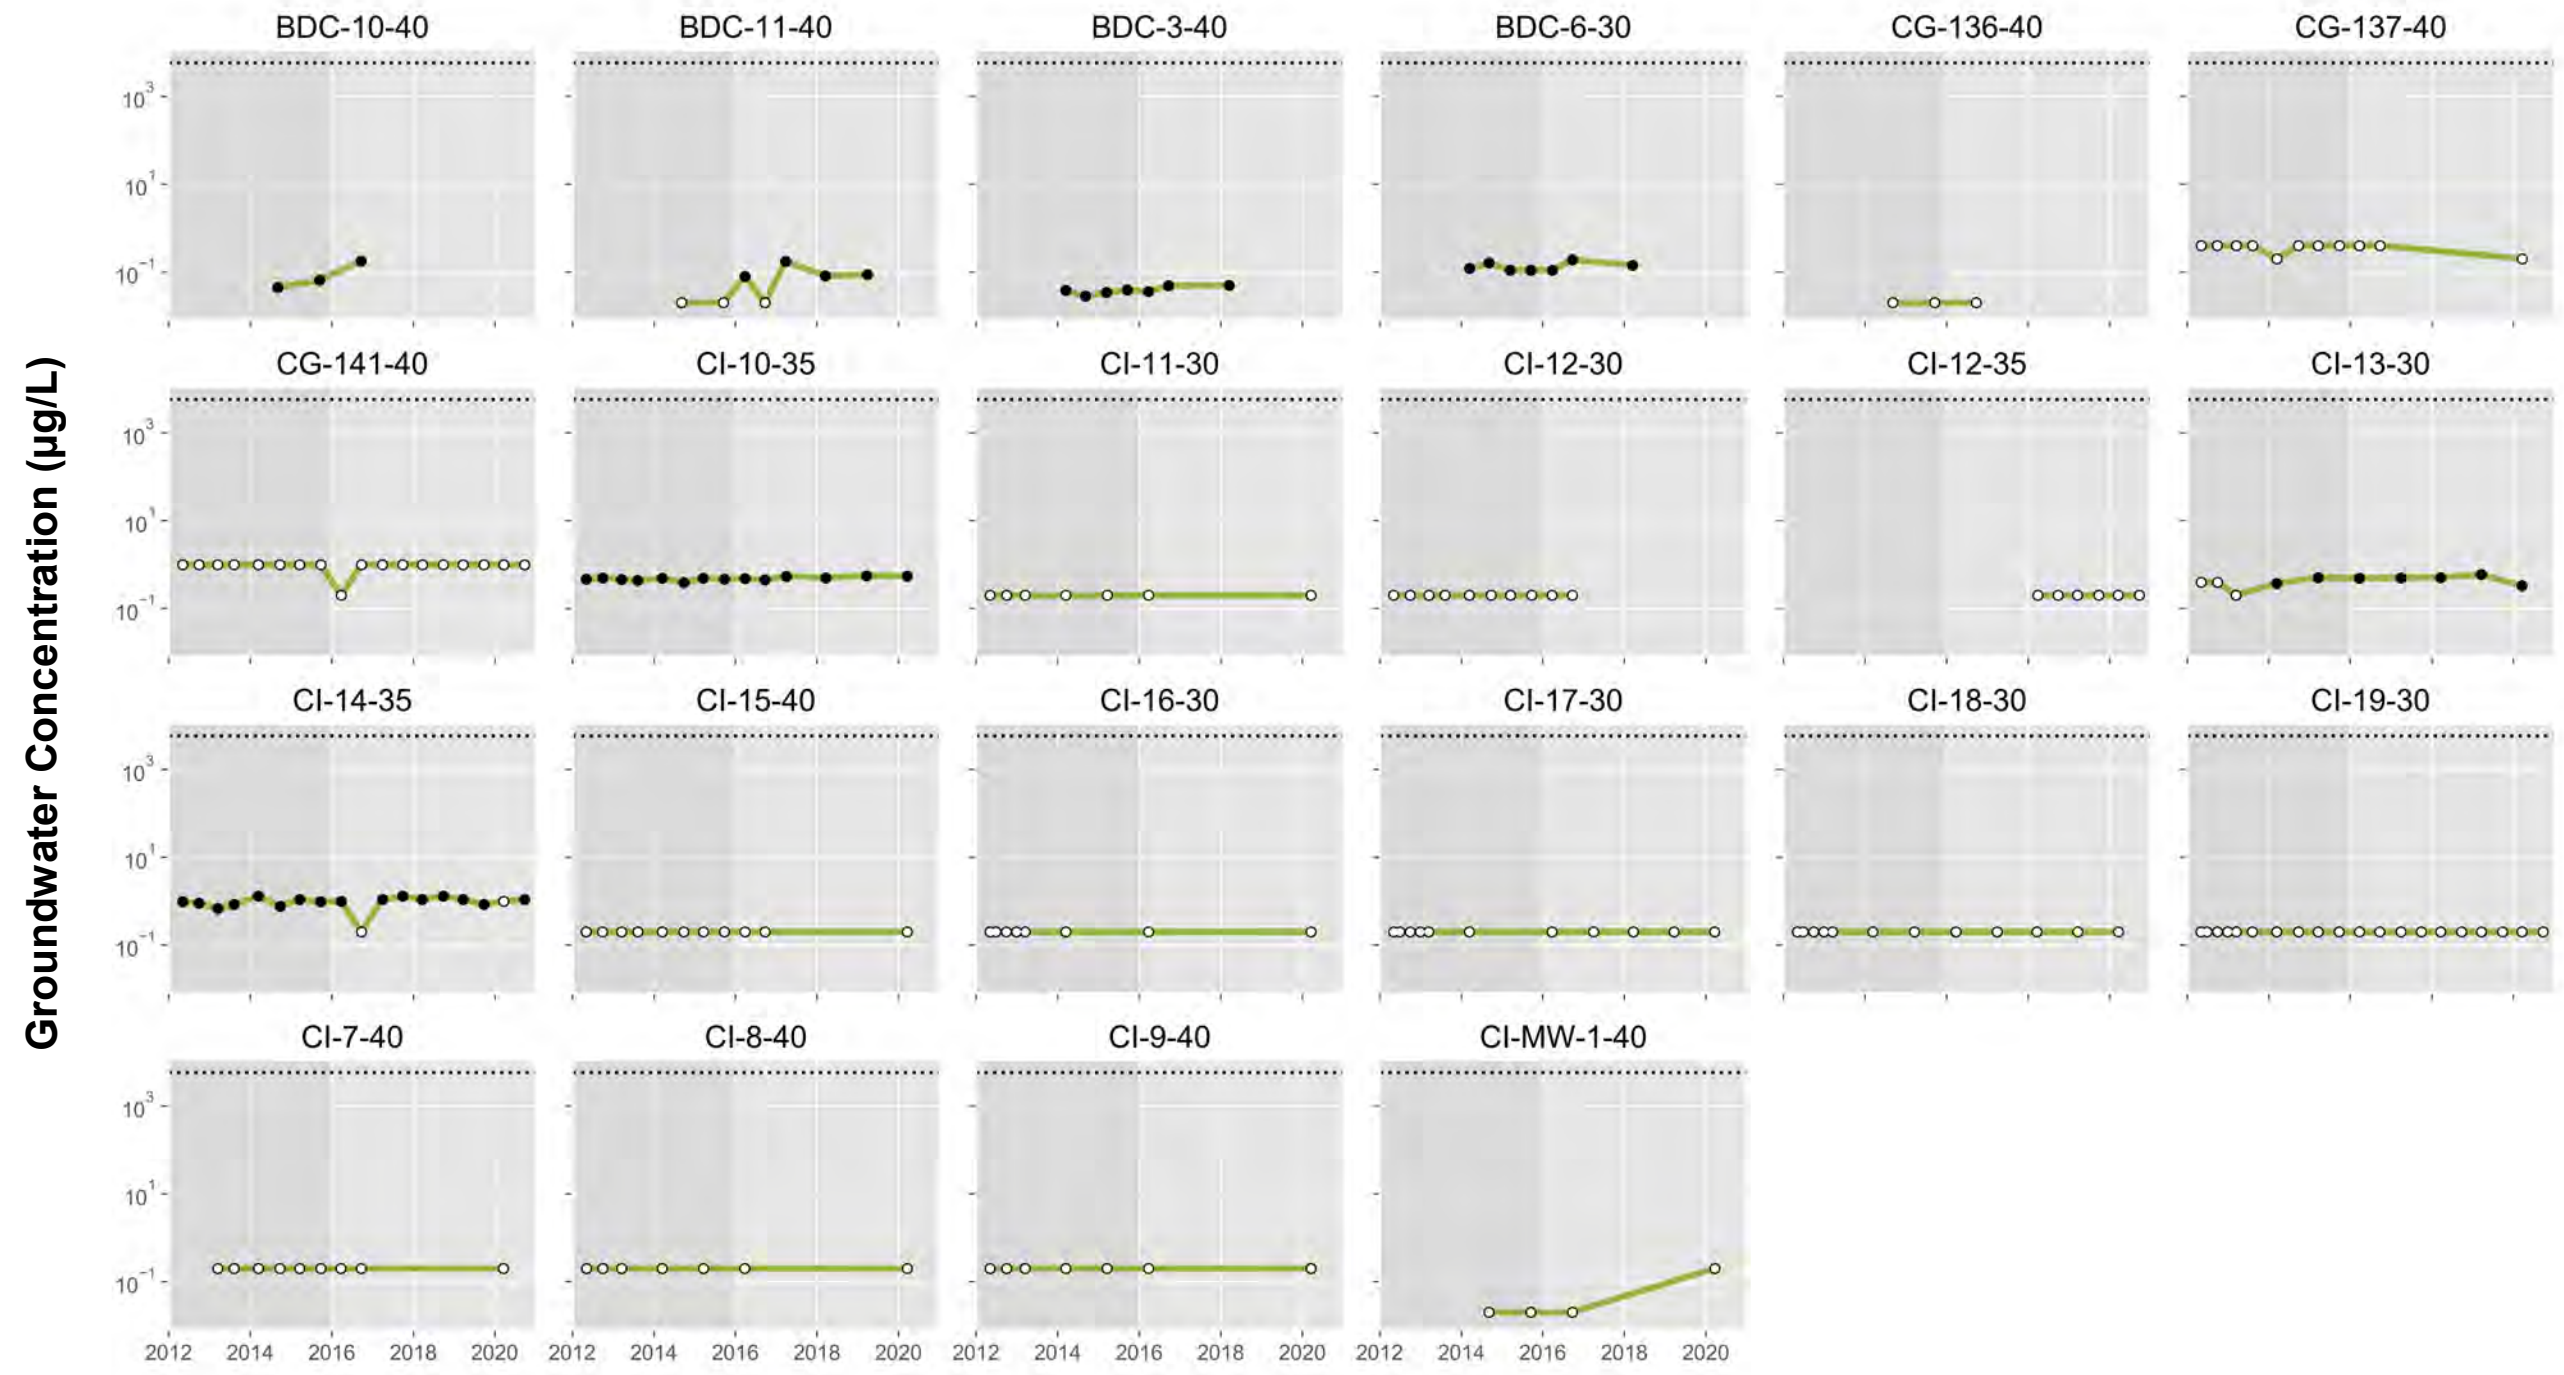 BDC-10-40 BDC-11-40 BDC-3-40 BDC-6-30 CG-136-40 CG-137-40
10³
10¹
10⁻¹
CG-141-40 CI-10-35 CI-11-30 CI-12-30 CI-12-35 CI-13-30
10³
10¹
10⁻¹
Groundwater Concentration (µg/L)
CI-14-35 CI-15-40 CI-16-30 CI-17-30 CI-18-30 CI-19-30
10³
10¹
10⁻¹
CI-7-40 CI-8-40 CI-9-40 CI-MW-1-40
10³
10¹
10⁻¹
2012 2014 2016 2018 2020 2012 2014 2016 2018 2020 2012 2014 2016 2018 2020 2012 2014 2016 2018 2020